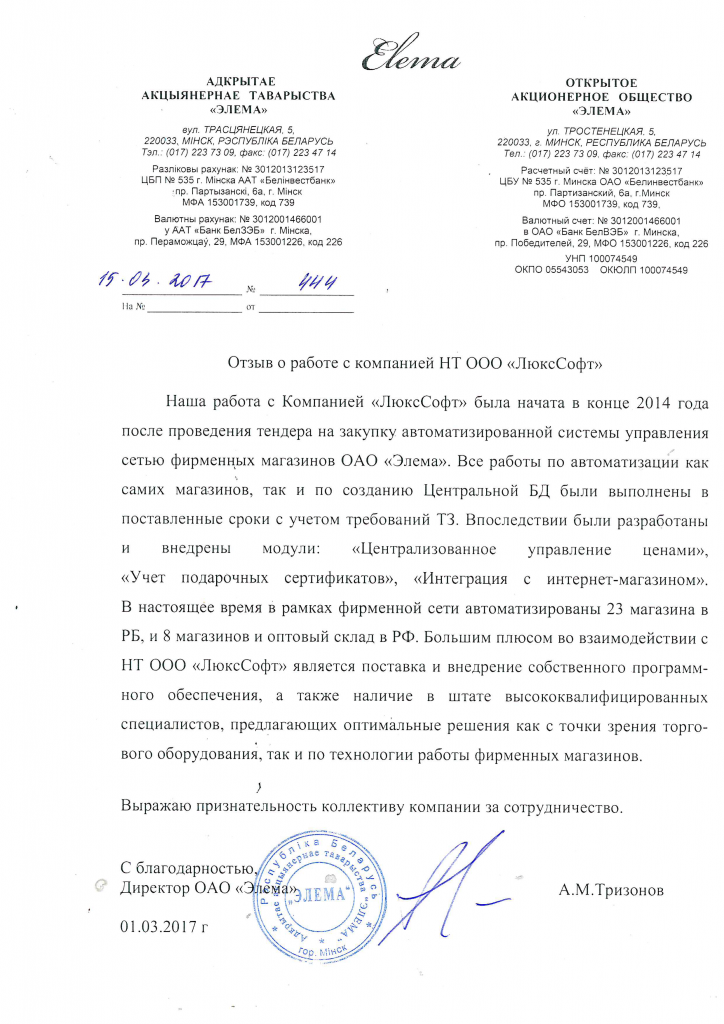 Elema
АДКРЫТАЕ
АКЦЫЯНЕРНАЕ ТАВАРЫСТВА
«ЭЛЕМА»
вул. ТРАСЦЯНЕЦКАЯ, 5,
220033, МІНСК, РЭСПУБЛІКА БЕЛАРУСЬ
Тэл.: (017) 223 73 09, факс: (017) 223 47 14
Разліковы рахунак: № 3012013123517
ЦБП № 535 г. Мінска ААТ «Белінвестбанк»
пр. Партызанскі, 6а, г. Мінск
МФА 153001739, код 739
Валютны рахунак: № 3012001466001
у ААТ «Банк БелЗЭБ» г. Мінска,
пр. Пераможцаў, 29, МФА 153001226, код 226
ОТКРЫТОЕ
АКЦИОНЕРНОЕ ОБЩЕСТВО
«ЭЛЕМА»
ул. ТРОСТЕНЕЦКАЯ, 5,
220033, г. МИНСК, РЕСПУБЛИКА БЕЛАРУСЬ
Тел.: (017) 223 73 09, факс: (017) 223 47 14
Расчетный счёт: № 3012013123517
ЦБУ № 535 г. Минска ОАО «Белинвестбанк»
пр. Партизанский, 6а, г.Минск
МФО 153001739, код 739,
Валютный счет: № 3012001466001
в ОАО «Банк БелВЭБ» г. Минска,
пр. Победителей, 29, МФО 153001226, код 226
УНП 100074549
ОКПО 05543053 ОКЮЛП 100074549
15.03.2017 № 444
На № от
Отзыв о работе с компанией НТ ООО «ЛюксСофт»
Наша работа с Компанией «ЛюксСофт» была начата в конце 2014 года
после проведения тендера на закупку автоматизированной системы управления
сетью фирменных магазинов ОАО «Элема». Все работы по автоматизации как
самих магазинов, так и по созданию Центральной БД были выполнены в
поставленные сроки с учетом требований ТЗ. Впоследствии были разработаны
и внедрены модули: «Централизованное управление ценами»,
«Учет подарочных сертификатов», «Интеграция с интернет-магазином».
В настоящее время в рамках фирменной сети автоматизированы 23 магазина в
РБ, и 8 магазинов и оптовый склад в РФ. Большим плюсом во взаимодействии с
НТ ООО «ЛюксСофт» является поставка и внедрение собственного программ-
ного обеспечения, а также наличие в штате высококвалифицированных
специалистов, предлагающих оптимальные решения как с точки зрения торго-
вого оборудования, так и по технологии работы фирменных магазинов.
Выражаю признательность коллективу компании за сотрудничество.
С благодарностью,
Директор ОАО «Элема»
А.М.Тризонов
01.03.2017 г
Рэспубліка Беларусь
Адкрытае акцыянернае таварыства "ЭЛЕМА"
„ЭЛЕМА“
гор. Мінск